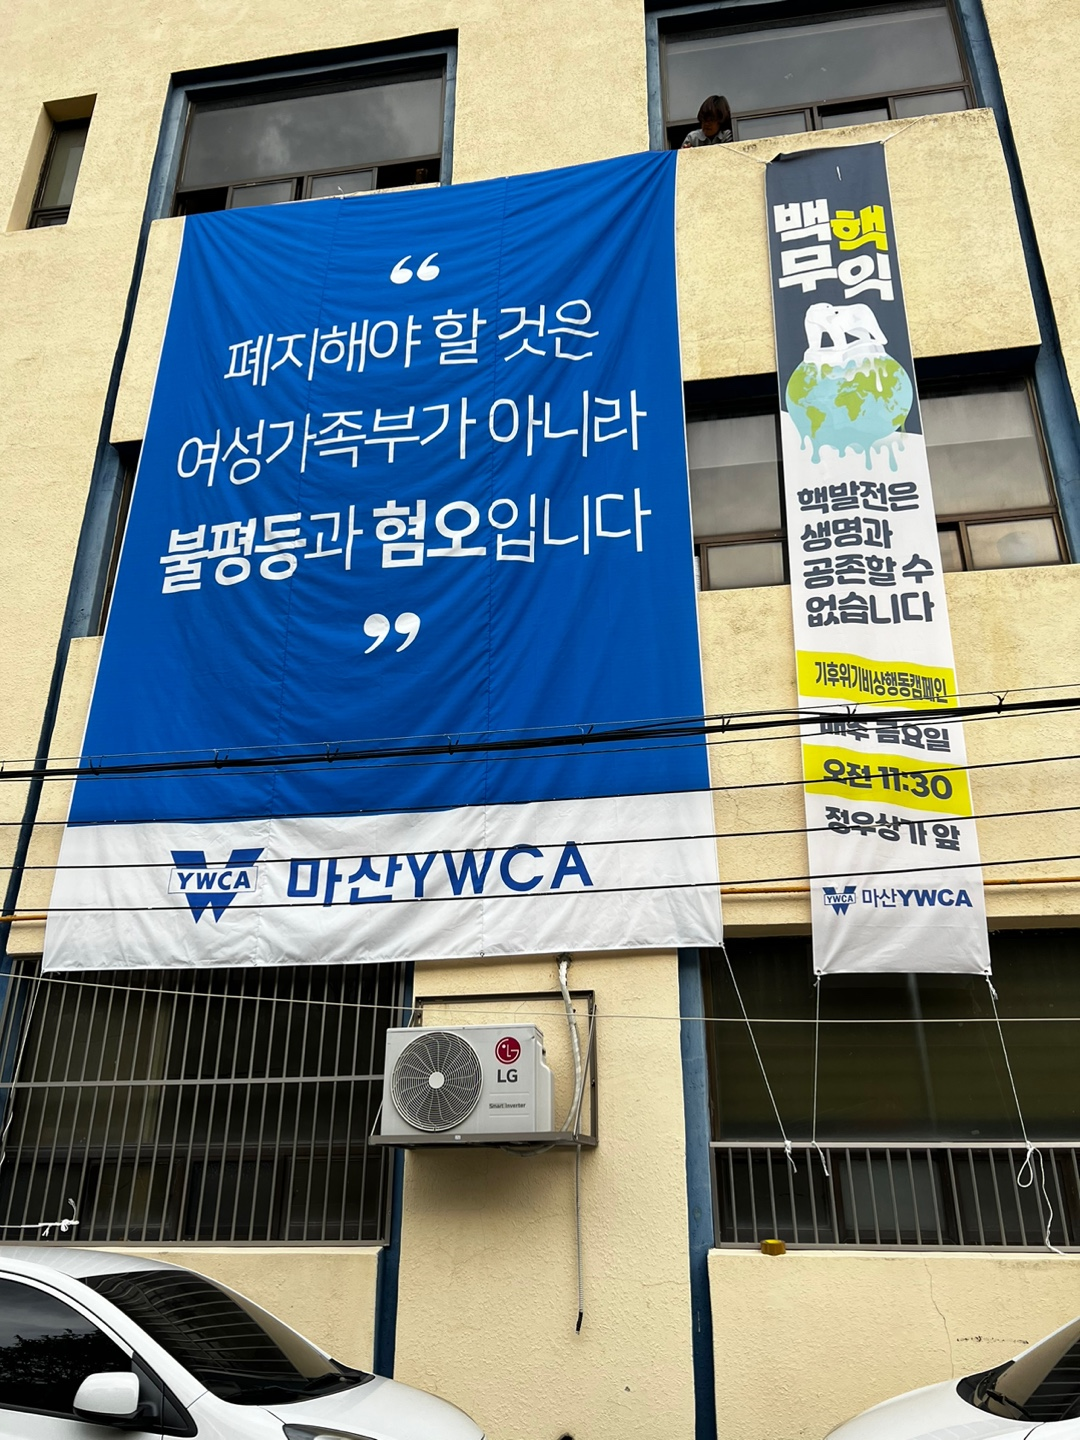 “
폐지해야 할 것은
여성가족부가 아니라
불평등과 혐오입니다
”
YWCA 마산YWCA
백핵
무익
핵발전은
생명과
공존할 수
없습니다
기후위기비상행동캠페인
매주 금요일
오전 11:30
정우상가 앞
YWCA 마산YWCA
LG
Smart Inverter